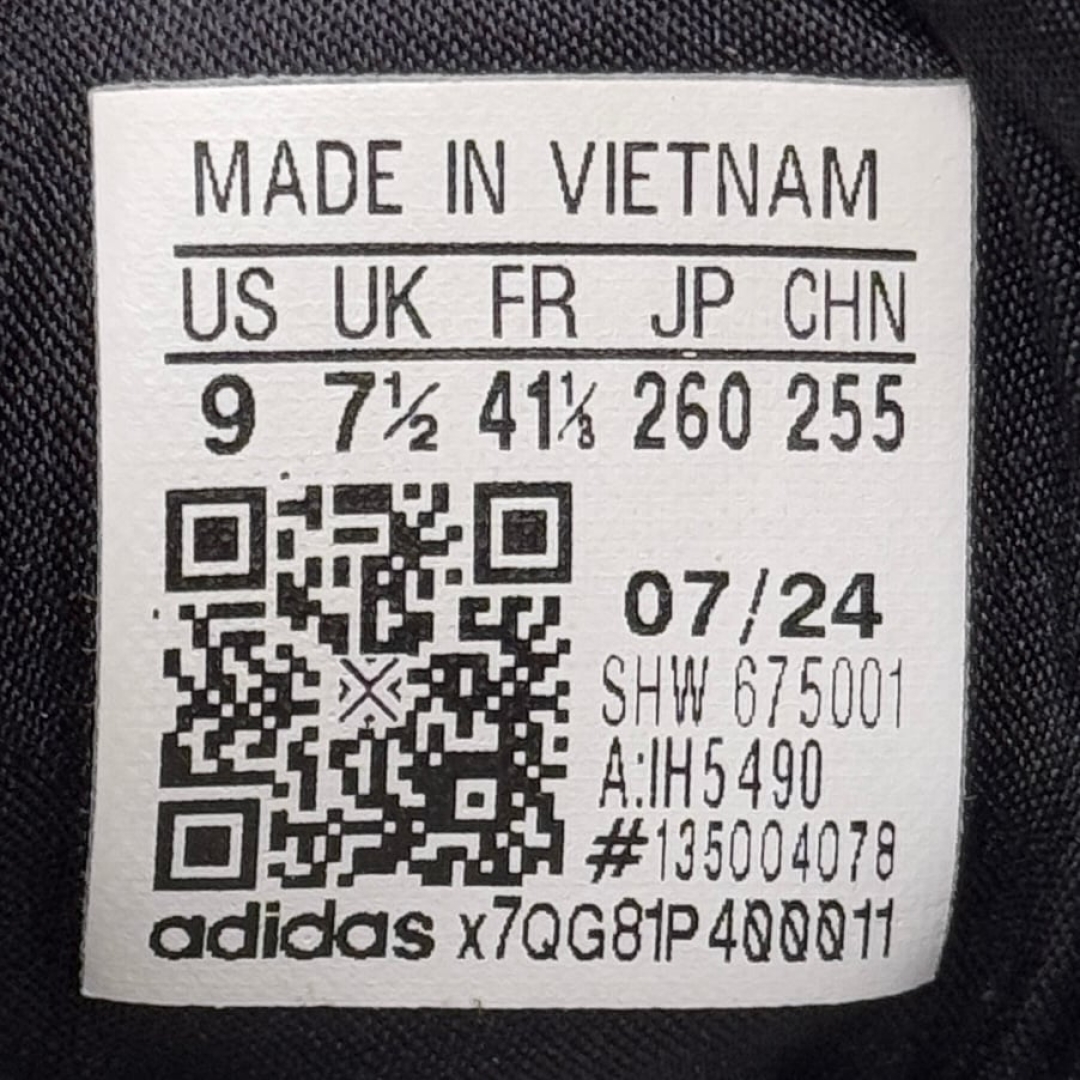 MADE IN VIETNAM
US UK FR JP CHN
9 7½ 41⅓ 260 255
07/24
SHW 675001
A:IH5490
#135004078
adidas x7QG81P400011